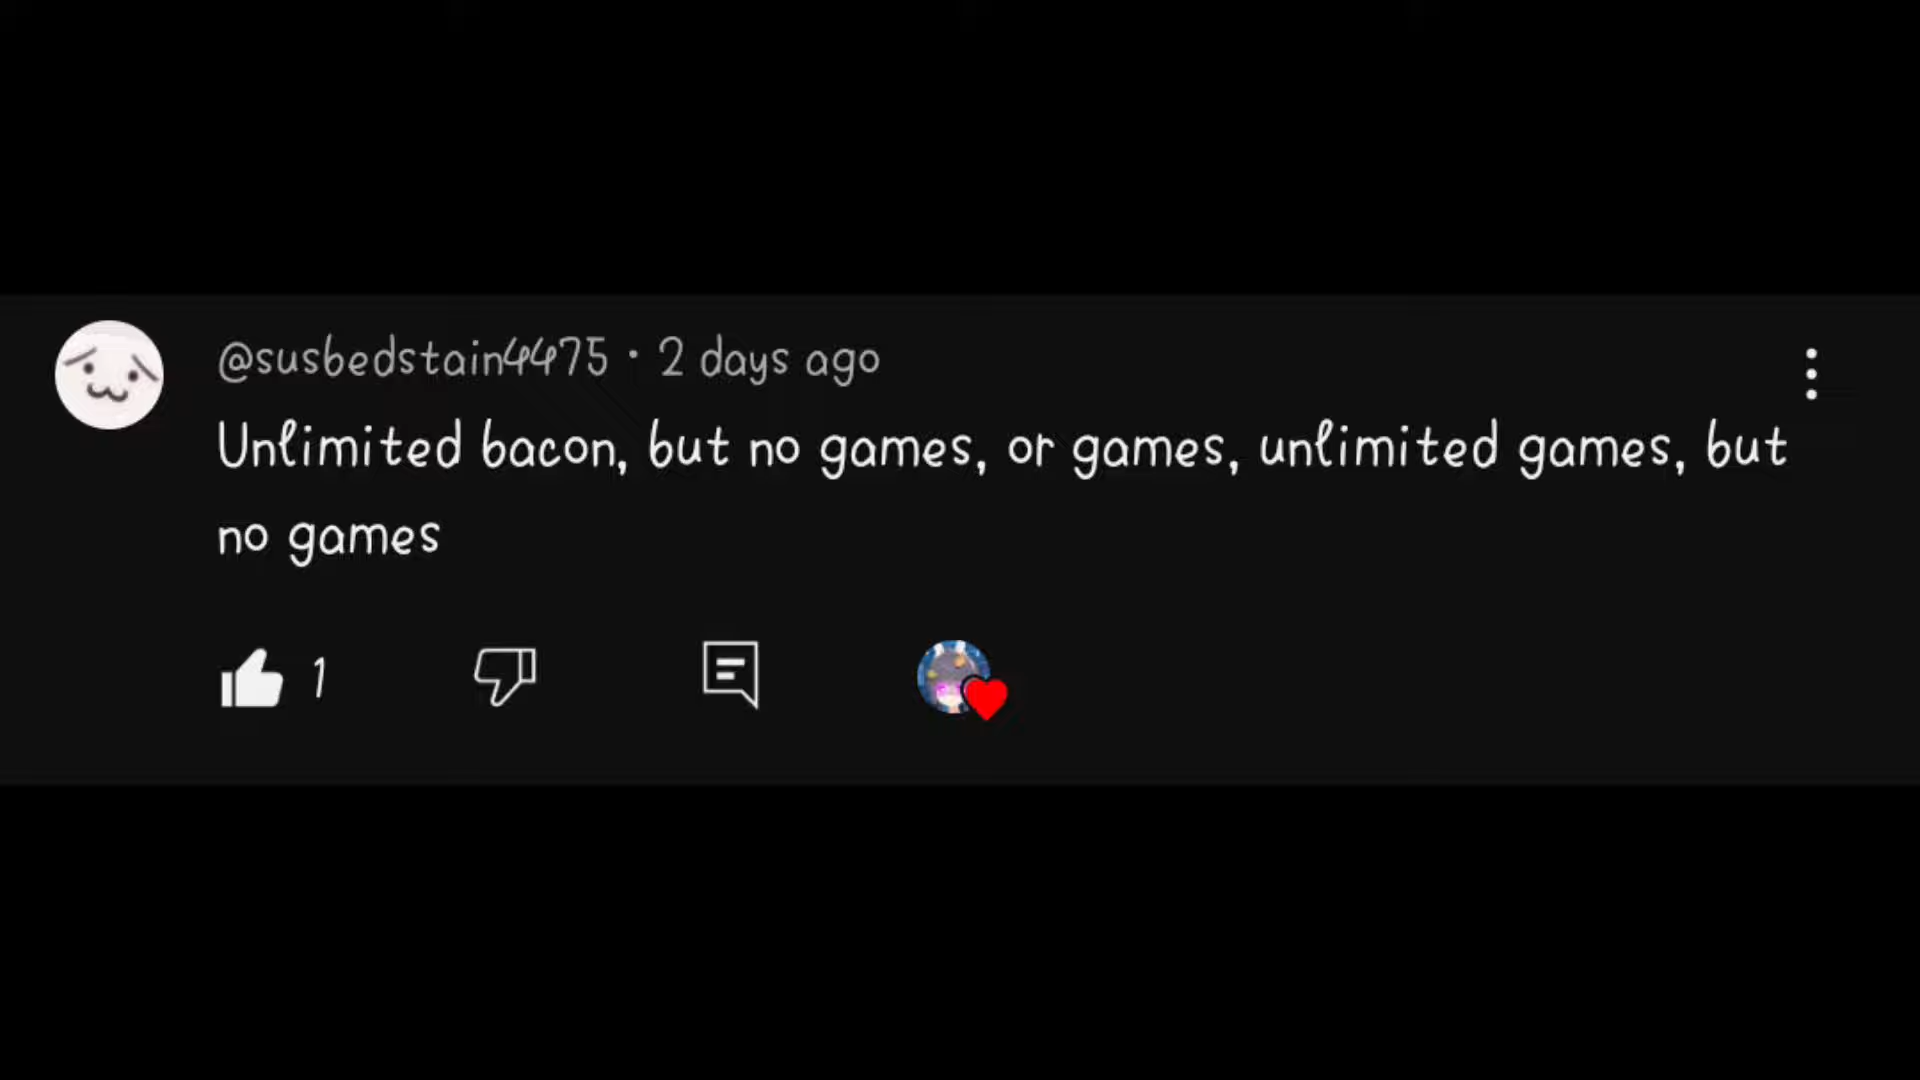 @susbedstain4475 · 2 days ago
Unlimited bacon, but no games, or games, unlimited games, but
no games
1